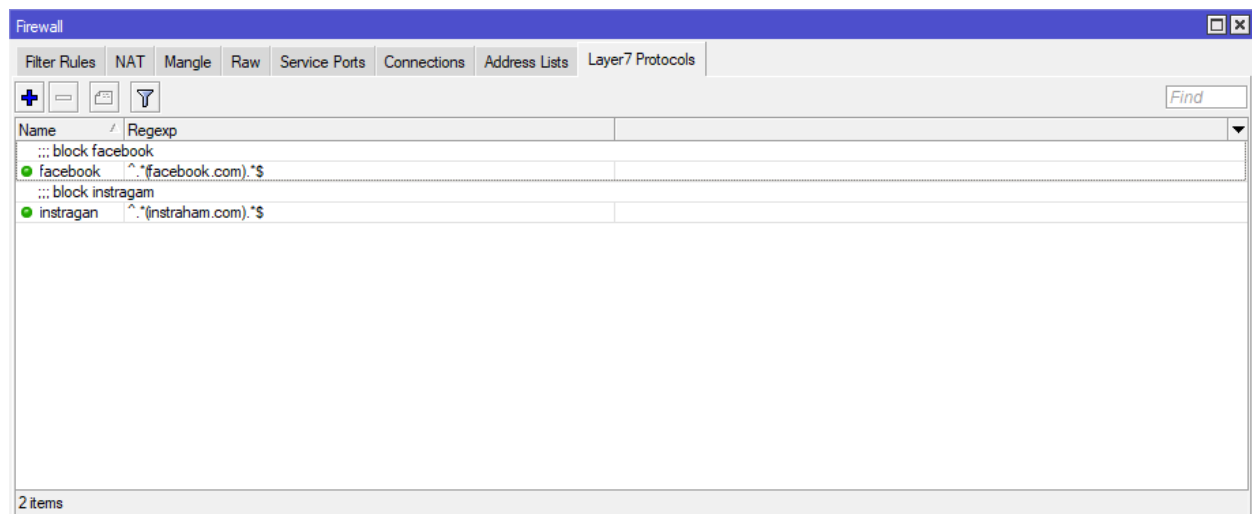 Firewall
Filter Rules NAT Mangle Raw Service Ports Connections Address Lists Layer7 Protocols
Find
Name Regexp
;;; block facebook
facebook ^.*(facebook.com).*$
;;; block instragam
instragan ^.*(instraham.com).*$
2 items